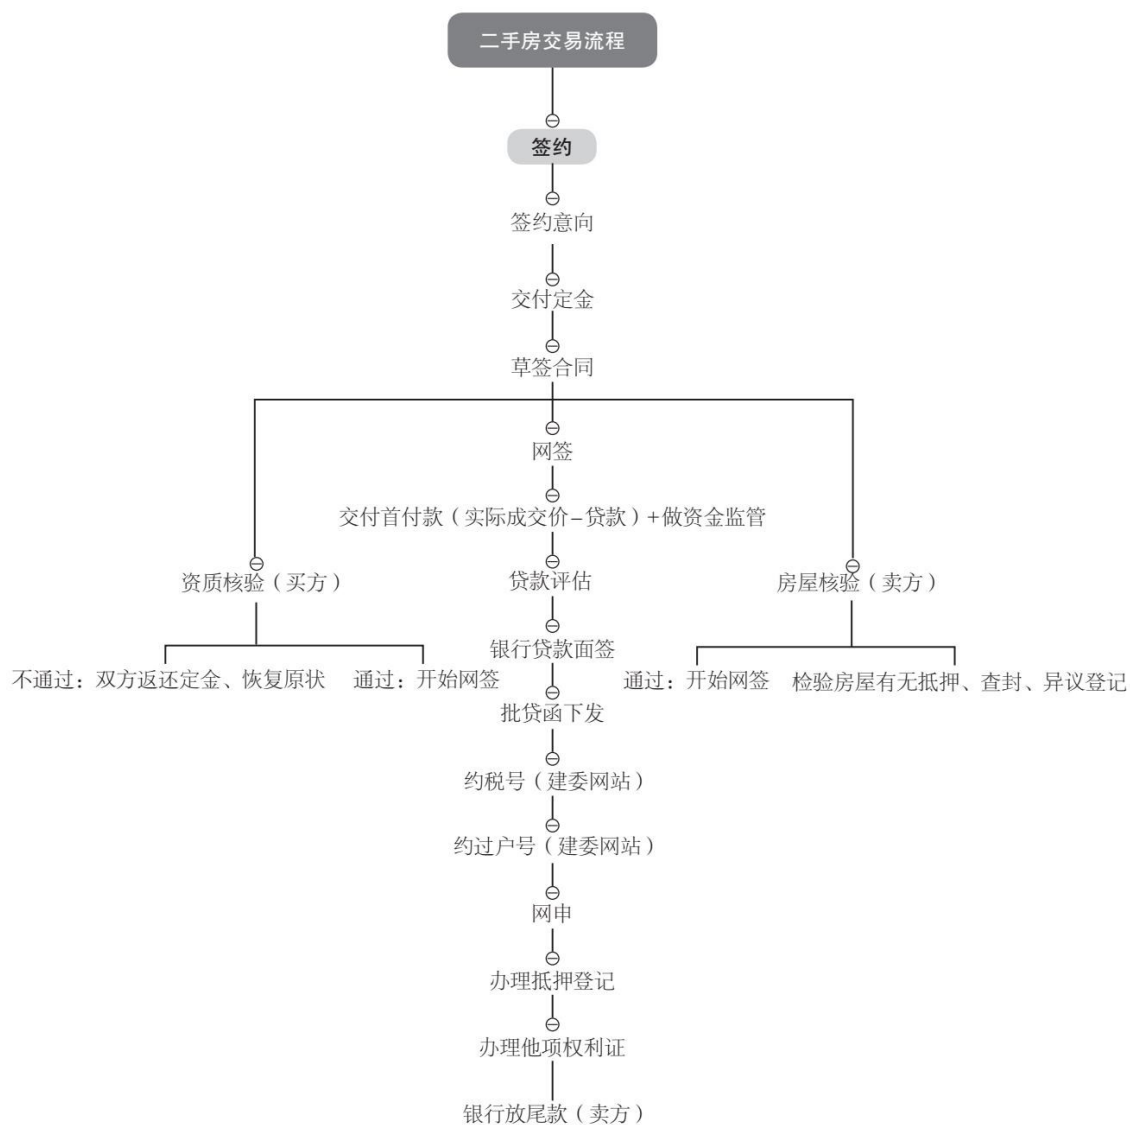 二手房交易流程
签约
签约意向
交付定金
草签合同
网签
交付首付款（实际成交价–贷款）+做资金监管
资质核验（买方）
贷款评估
房屋核验（卖方）
银行贷款面签
不通过：双方返还定金、恢复原状
通过：开始网签
通过：开始网签
检验房屋有无抵押、查封、异议登记
批贷函下发
约税号（建委网站）
约过户号（建委网站）
网申
办理抵押登记
办理他项权利证
银行放尾款（卖方）